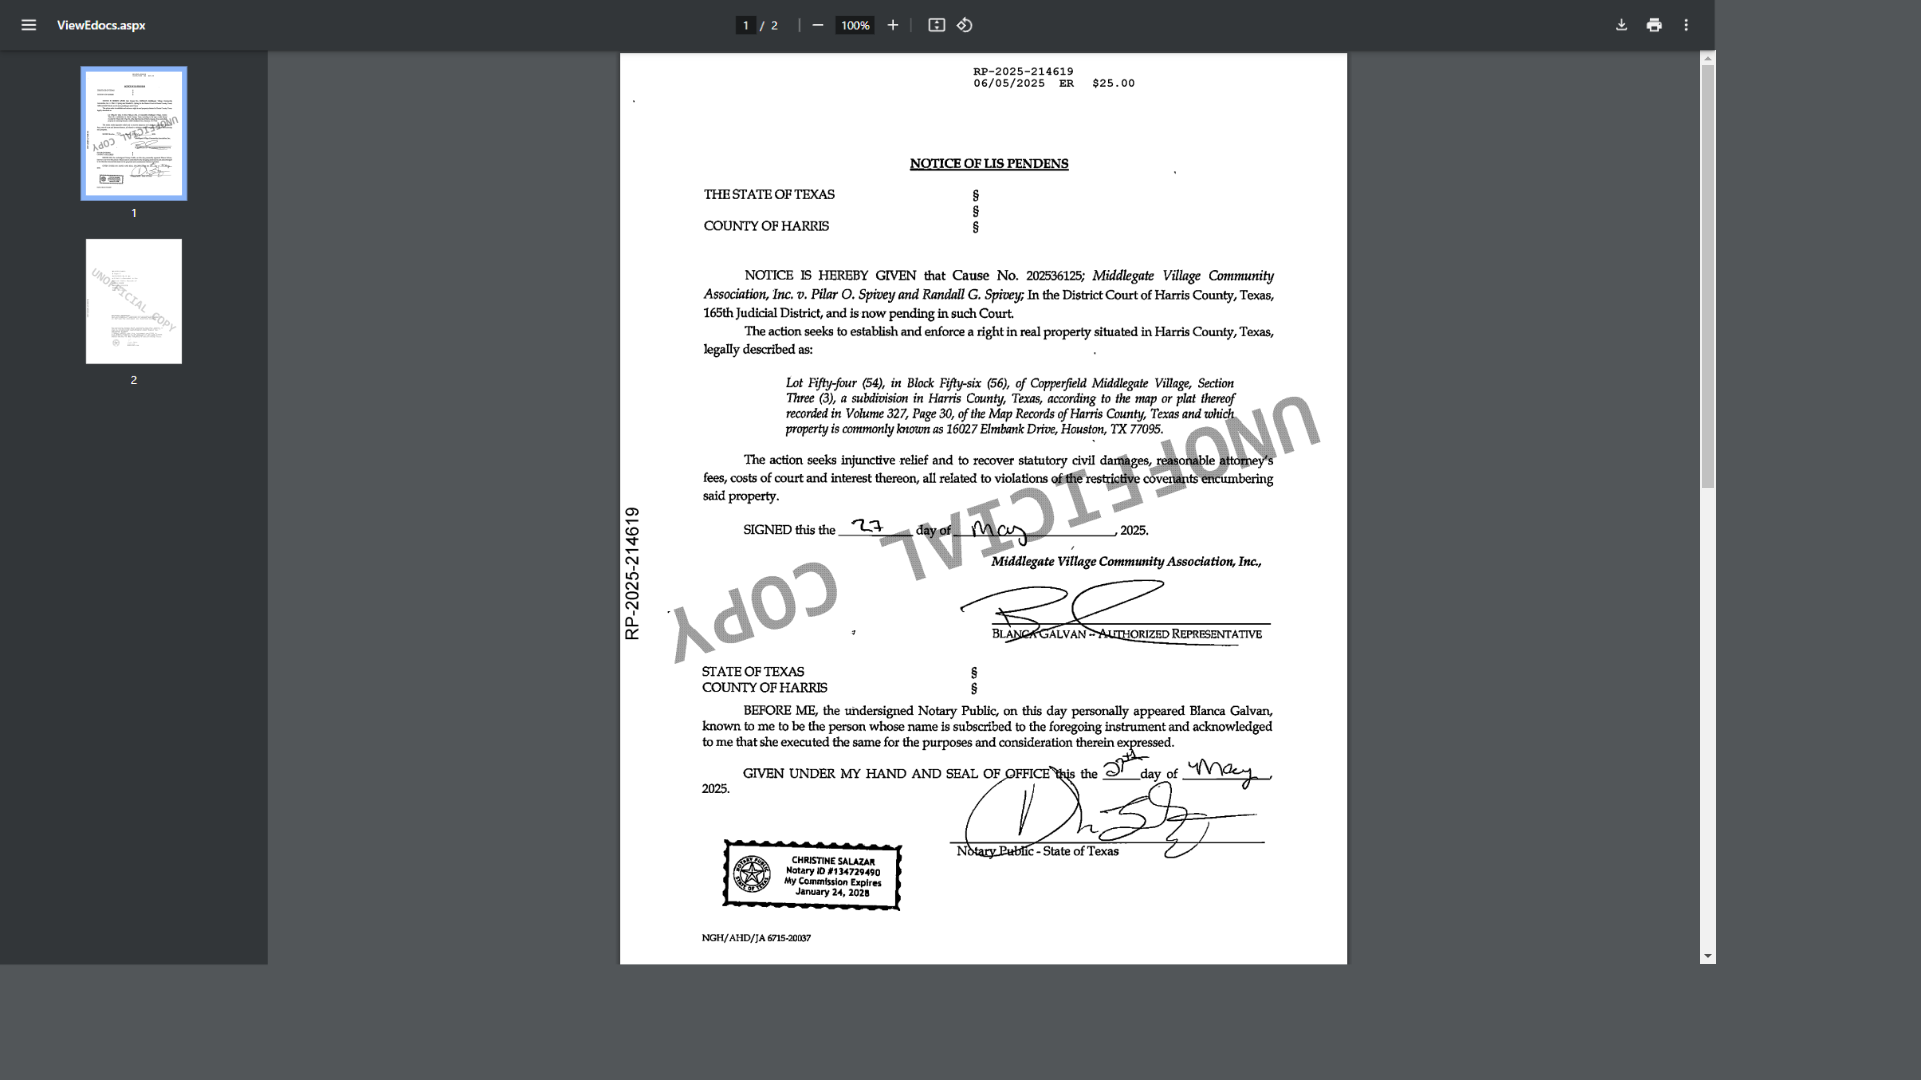 ViewEdocs.aspx
1 / 2
100%
1
2
RP-2025-214619
06/05/2025 ER $25.00
NOTICE OF LIS PENDENS
THE STATE OF TEXAS §
§
COUNTY OF HARRIS §
NOTICE IS HEREBY GIVEN that Cause No. 202536125; Middlegate Village Community
Association, Inc. v. Pilar O. Spivey and Randall G. Spivey; In the District Court of Harris County, Texas,
165th Judicial District, and is now pending in such Court.
The action seeks to establish and enforce a right in real property situated in Harris County, Texas,
legally described as:
Lot Fifty-four (54), in Block Fifty-six (56), of Copperfield Middlegate Village, Section
Three (3), a subdivision in Harris County, Texas, according to the map or plat thereof
recorded in Volume 327, Page 30, of the Map Records of Harris County, Texas and which
property is commonly known as 16027 Elmbank Drive, Houston, TX 77095.
The action seeks injunctive relief and to recover statutory civil damages, reasonable attorney's
fees, costs of court and interest thereon, all related to violations of the restrictive covenants encumbering
said property.
SIGNED this the 27 day of May, 2025.
Middlegate Village Community Association, Inc.,
BLANCA GALVAN -- AUTHORIZED REPRESENTATIVE
STATE OF TEXAS §
COUNTY OF HARRIS §
BEFORE ME, the undersigned Notary Public, on this day personally appeared Blanca Galvan,
known to me to be the person whose name is subscribed to the foregoing instrument and acknowledged
to me that she executed the same for the purposes and consideration therein expressed.
GIVEN UNDER MY HAND AND SEAL OF OFFICE this the 27th day of May,
2025.
Notary Public - State of Texas
NOTARY PUBLIC
STATE OF TEXAS
CHRISTINE SALAZAR
Notary ID #134729490
My Commission Expires
January 24, 2028
NGH/AHD/JA 6715-20037
RP-2025-214619
UNOFFICIAL COPY